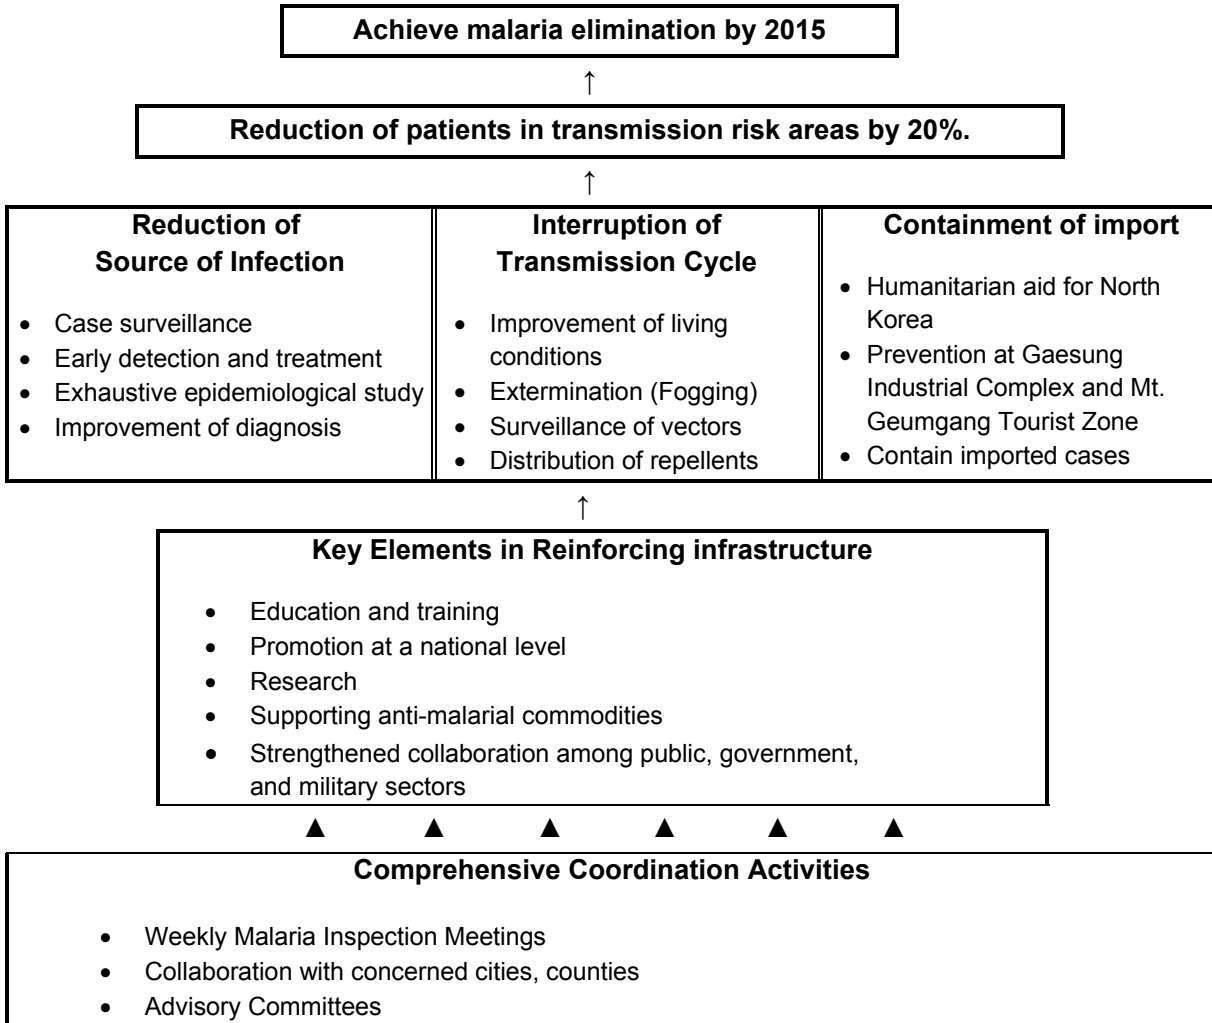 Achieve malaria elimination by 2015
↑
Reduction of patients in transmission risk areas by 20%.
↑
Reduction of
Source of Infection
• Case surveillance
• Early detection and treatment
• Exhaustive epidemiological study
• Improvement of diagnosis
Interruption of
Transmission Cycle
• Improvement of living
conditions
• Extermination (Fogging)
• Surveillance of vectors
• Distribution of repellents
Containment of import
• Humanitarian aid for North
Korea
• Prevention at Gaesung
Industrial Complex and Mt.
Geumgang Tourist Zone
• Contain imported cases
↑
Key Elements in Reinforcing infrastructure
• Education and training
• Promotion at a national level
• Research
• Supporting anti-malarial commodities
• Strengthened collaboration among public, government,
and military sectors
▲ ▲ ▲ ▲ ▲ ▲
Comprehensive Coordination Activities
• Weekly Malaria Inspection Meetings
• Collaboration with concerned cities, counties
• Advisory Committees